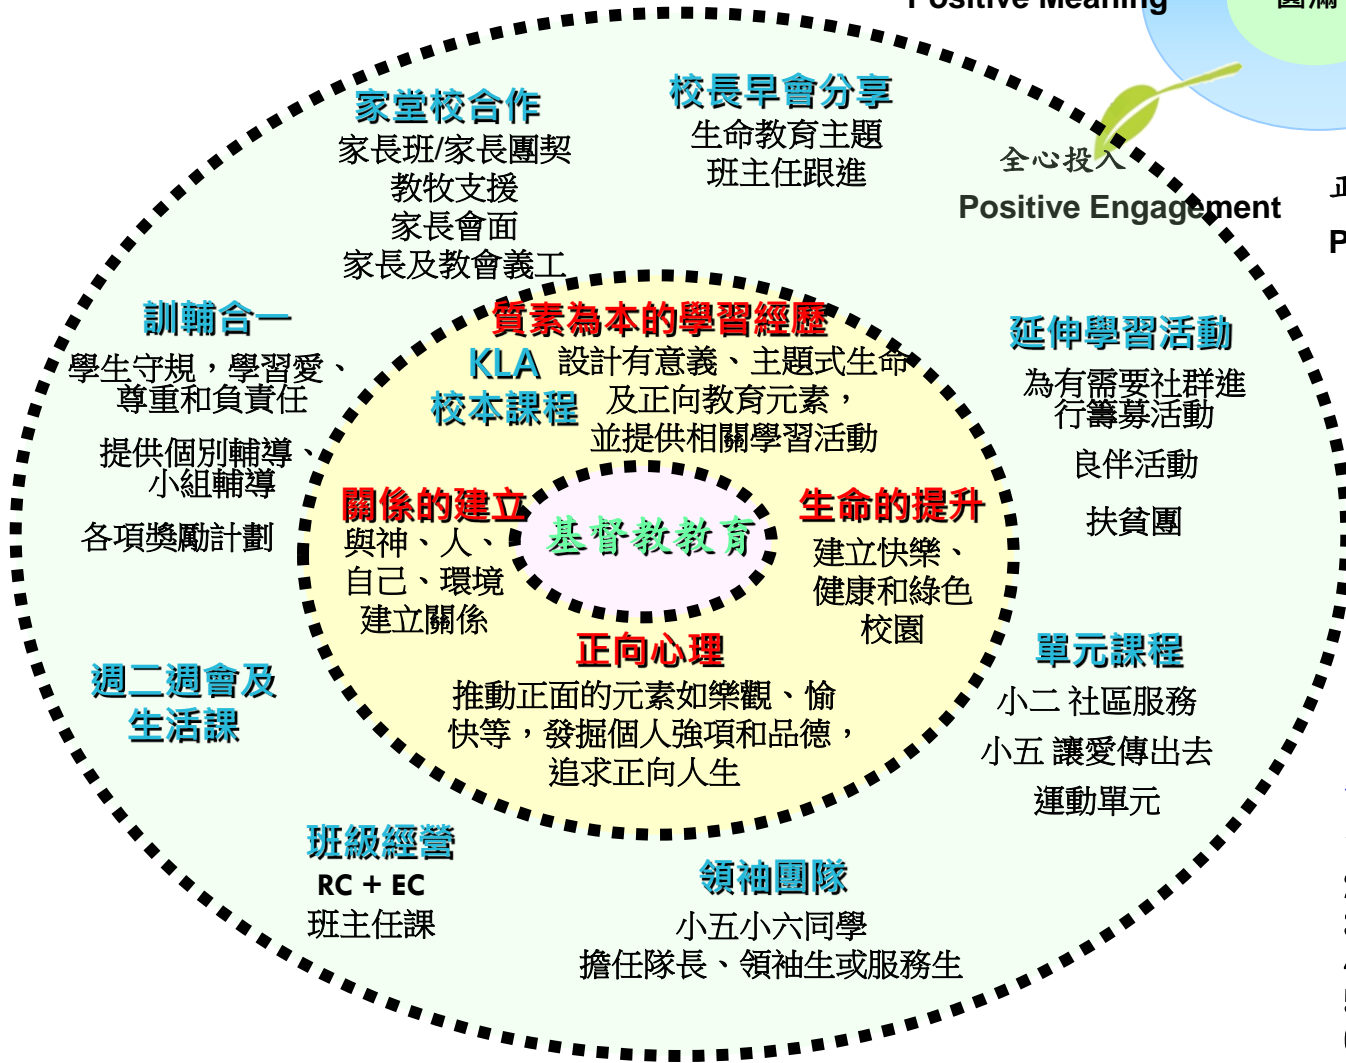 Positive Meaning
圓滿
家堂校合作
家長班/家長團契
教牧支援
家長會面
家長及教會義工
校長早會分享
生命教育主題
班主任跟進
全心投入
Positive Engagement
訓輔合一
學生守規，學習愛、
尊重和負責任
提供個別輔導、
小組輔導
各項獎勵計劃
質素為本的學習經歷
KLA 設計有意義、主題式生命
校本課程 及正向教育元素，
並提供相關學習活動
延伸學習活動
為有需要社群進
行籌募活動
良伴活動
扶貧團
關係的建立
與神、人、
自己、環境
建立關係
基督教教育
生命的提升
建立快樂、
健康和綠色
校園
正向心理
推動正面的元素如樂觀、愉
快等，發掘個人強項和品德，
追求正向人生
週二週會及
生活課
單元課程
小二 社區服務
小五 讓愛傳出去
運動單元
班級經營
RC + EC
班主任課
領袖團隊
小五小六同學
擔任隊長、領袖生或服務生